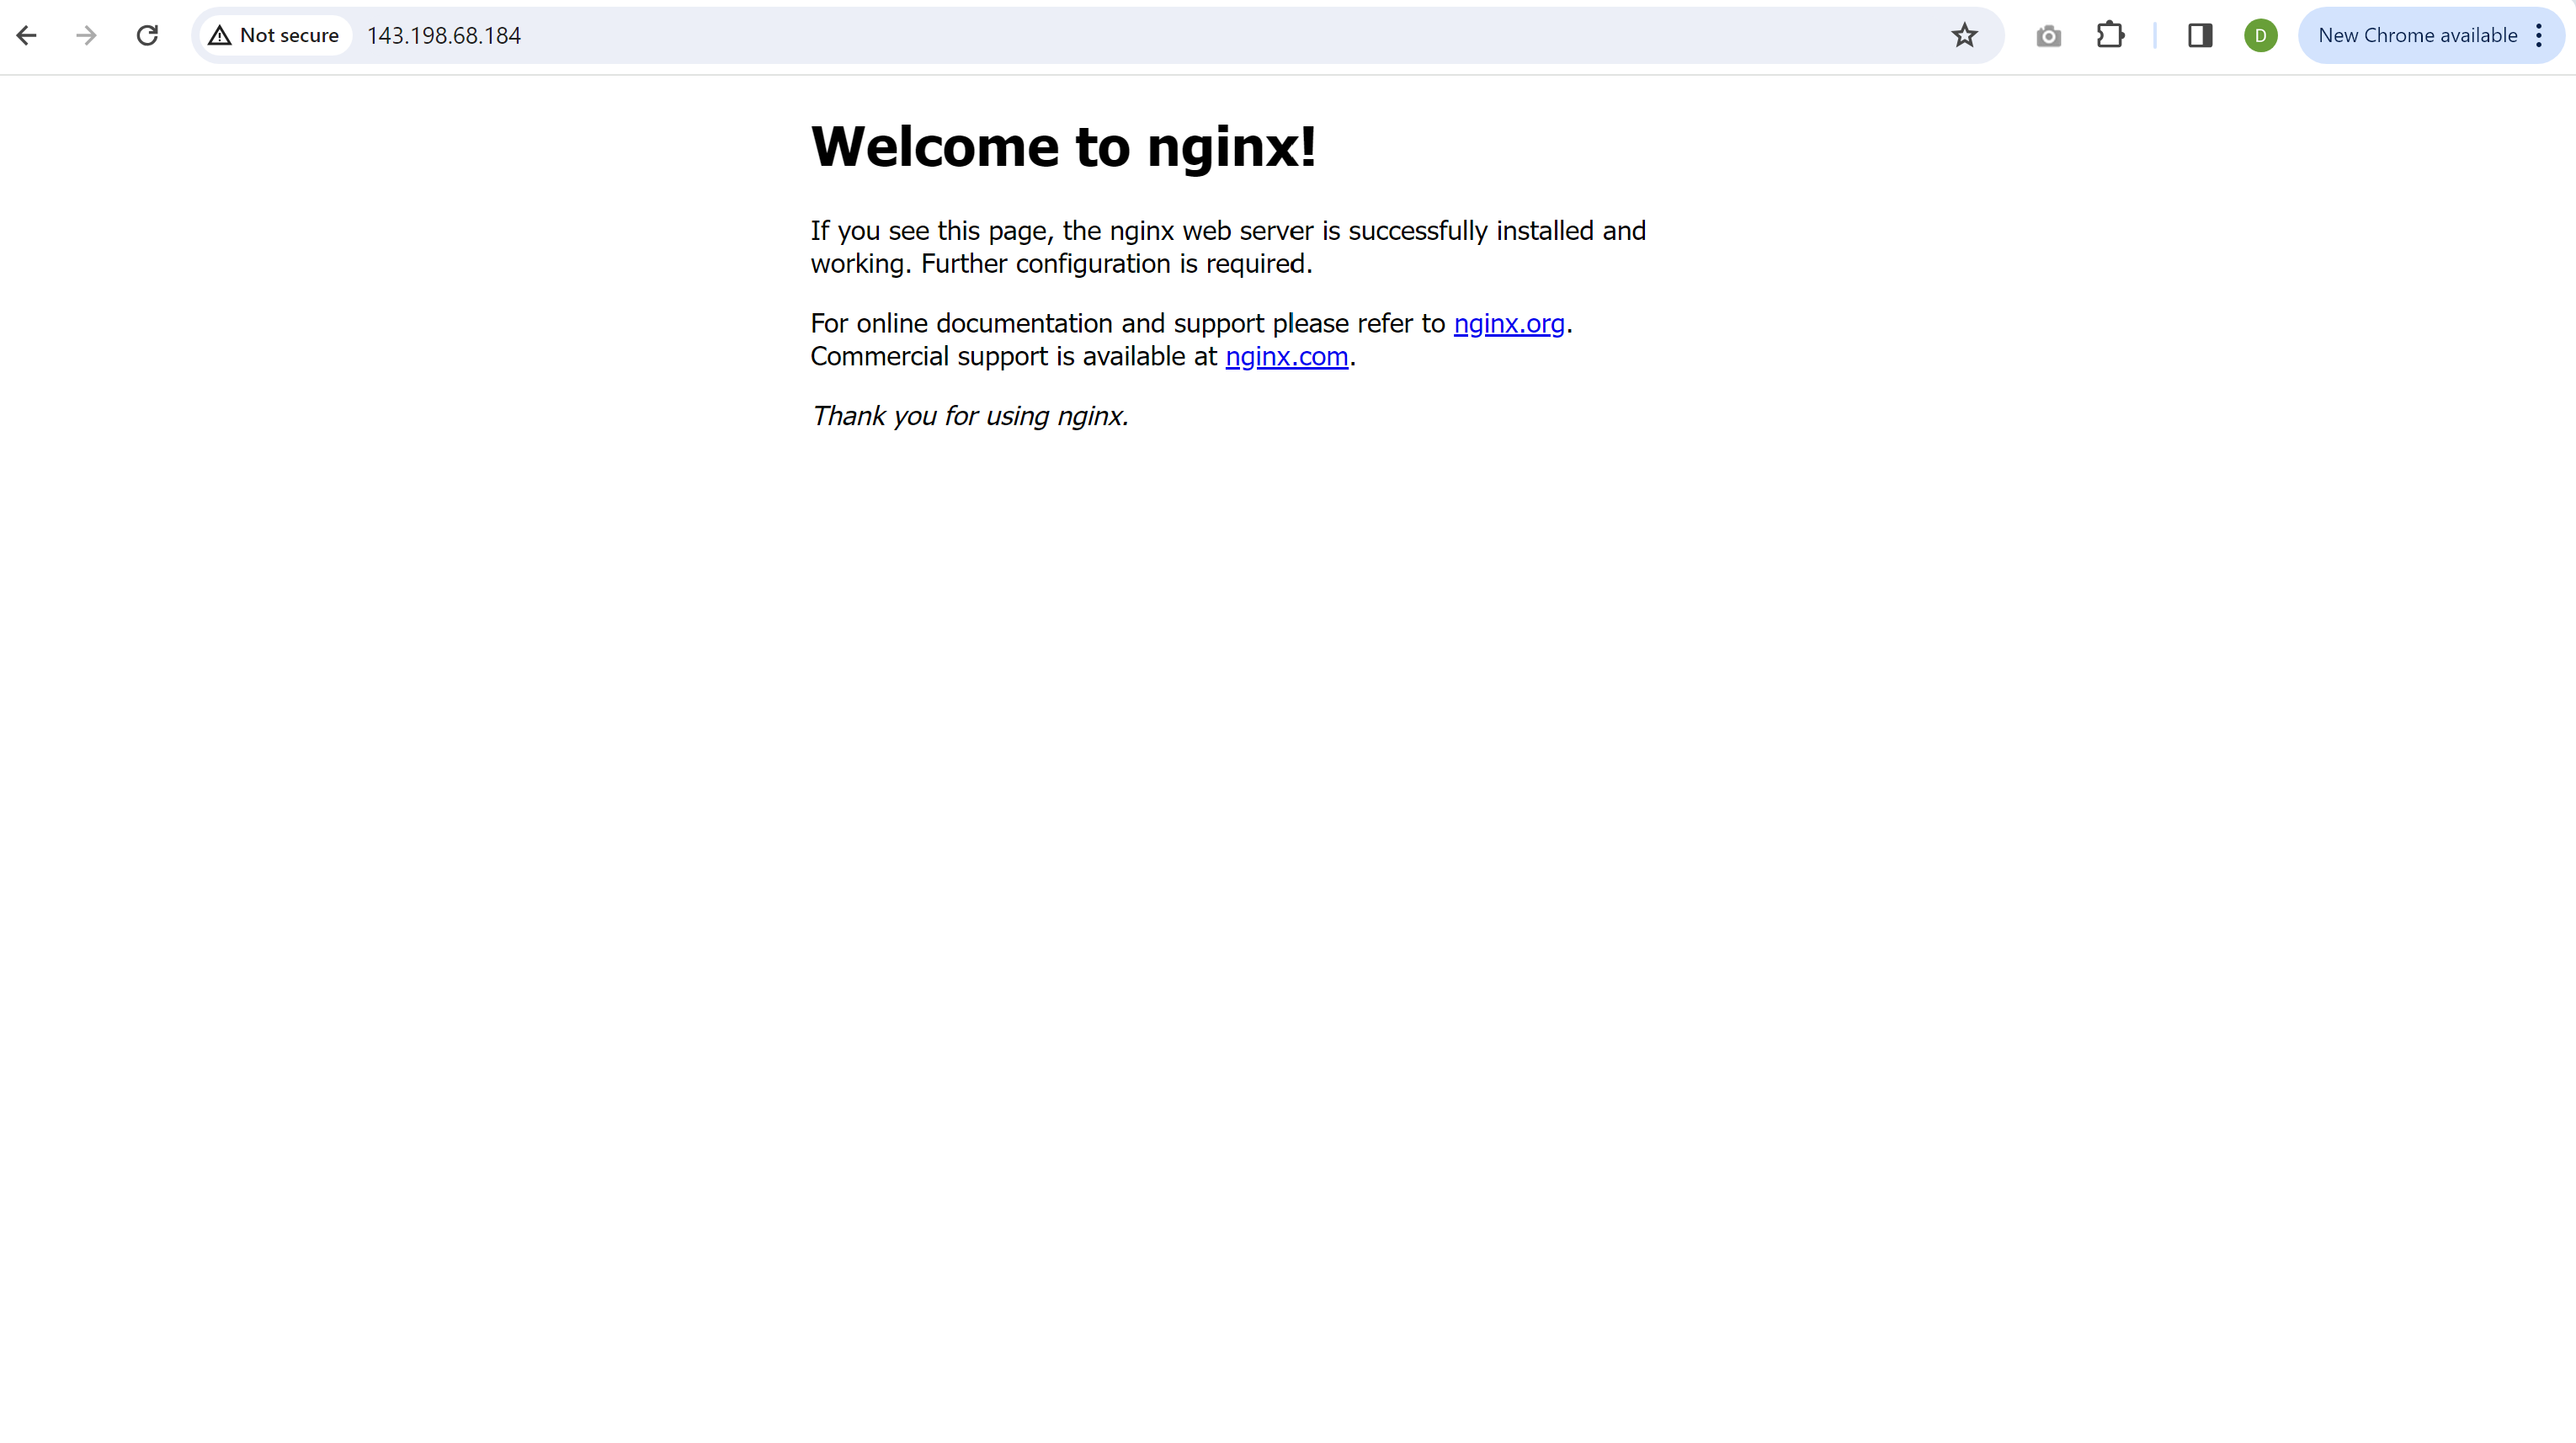 Not secure 143.198.68.184 D New Chrome available
Welcome to nginx!
If you see this page, the nginx web server is successfully installed and
working. Further configuration is required.
For online documentation and support please refer to nginx.org.
Commercial support is available at nginx.com.
Thank you for using nginx.